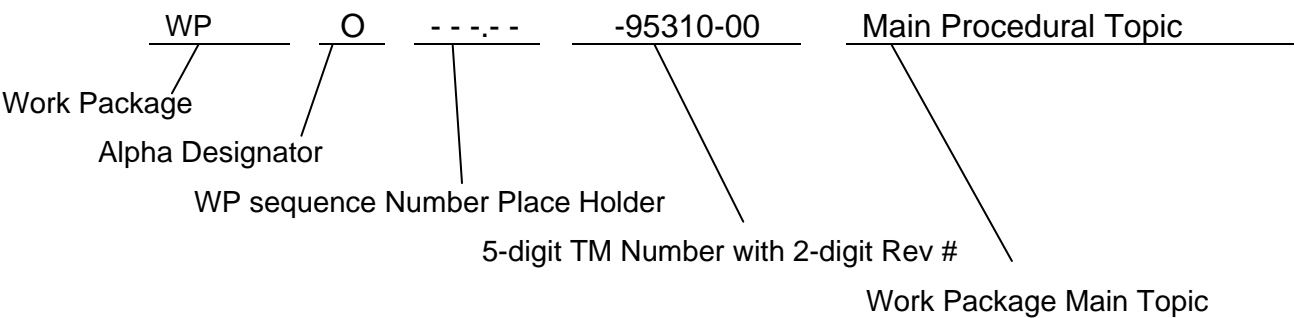 WP O - - -.- - -95310-00 Main Procedural Topic
Work Package
Alpha Designator
WP sequence Number Place Holder
5-digit TM Number with 2-digit Rev #
Work Package Main Topic